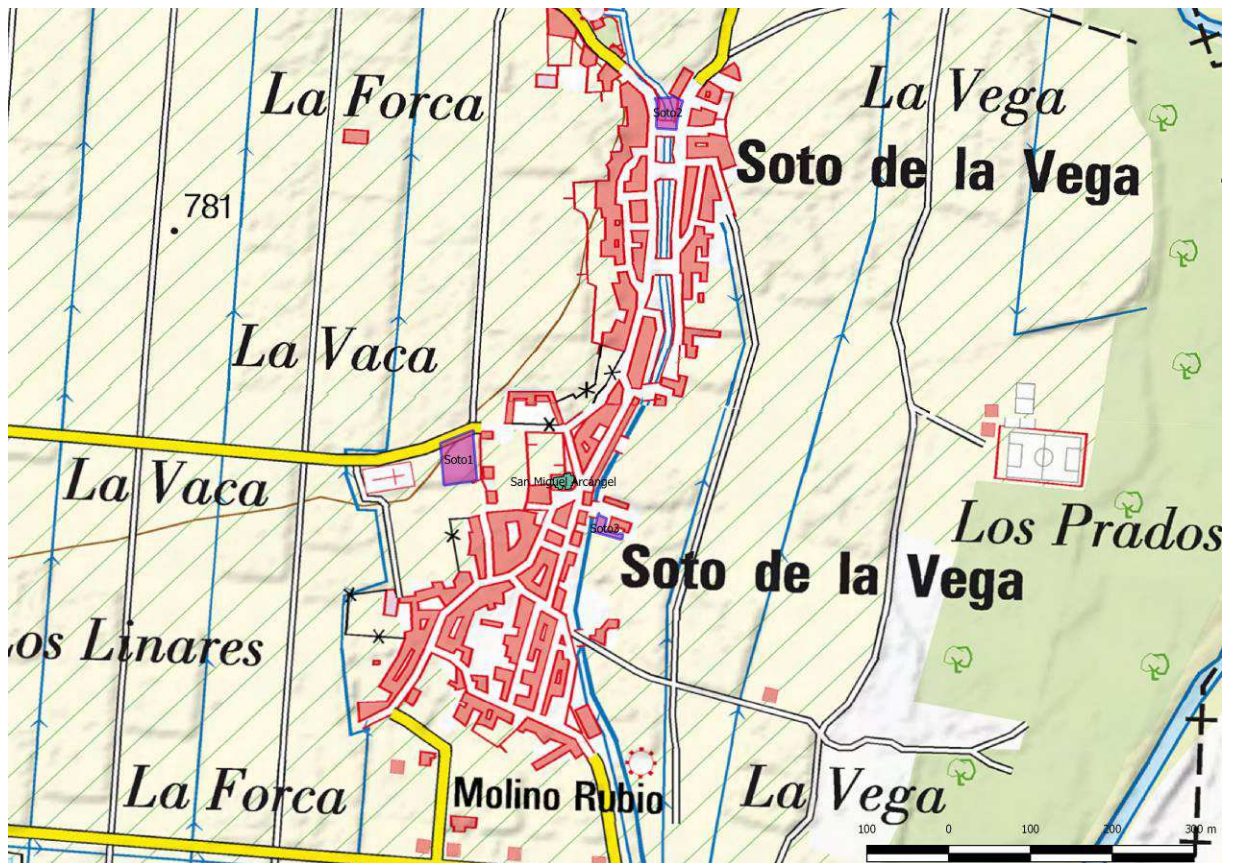 La Forca
La Vega
Soto2
Soto de la Vega
781
La Vaca
Soto1
La Vaca
San Miguel Arcangel
Soto3
Los Prados
Soto de la Vega
os Linares
La Forca
Molino Rubio
La Vega
100 0 100 200 300 m